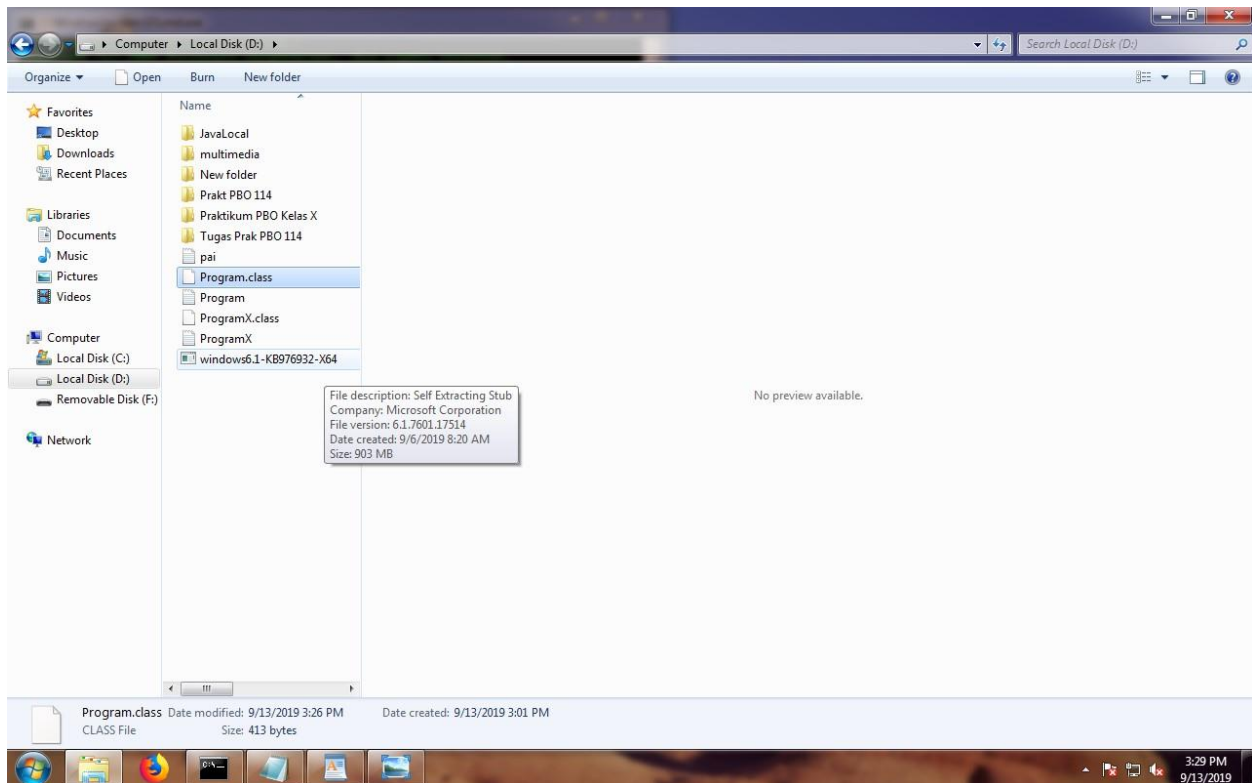 Computer ▸ Local Disk (D:) ▸
Search Local Disk (D:)
Organize Open Burn New folder
Favorites
Desktop
Downloads
Recent Places
Libraries
Documents
Music
Pictures
Videos
Computer
Local Disk (C:)
Local Disk (D:)
Removable Disk (F:)
Network
Name
JavaLocal
multimedia
New folder
Prakt PBO 114
Praktikum PBO Kelas X
Tugas Prak PBO 114
pai
Program.class
Program
ProgramX.class
ProgramX
windows6.1-KB976932-X64
File description: Self Extracting Stub
Company: Microsoft Corporation
File version: 6.1.7601.17514
Date created: 9/6/2019 8:20 AM
Size: 903 MB
No preview available.
Program.class Date modified: 9/13/2019 3:26 PM Date created: 9/13/2019 3:01 PM
CLASS File Size: 413 bytes
3:29 PM
9/13/2019